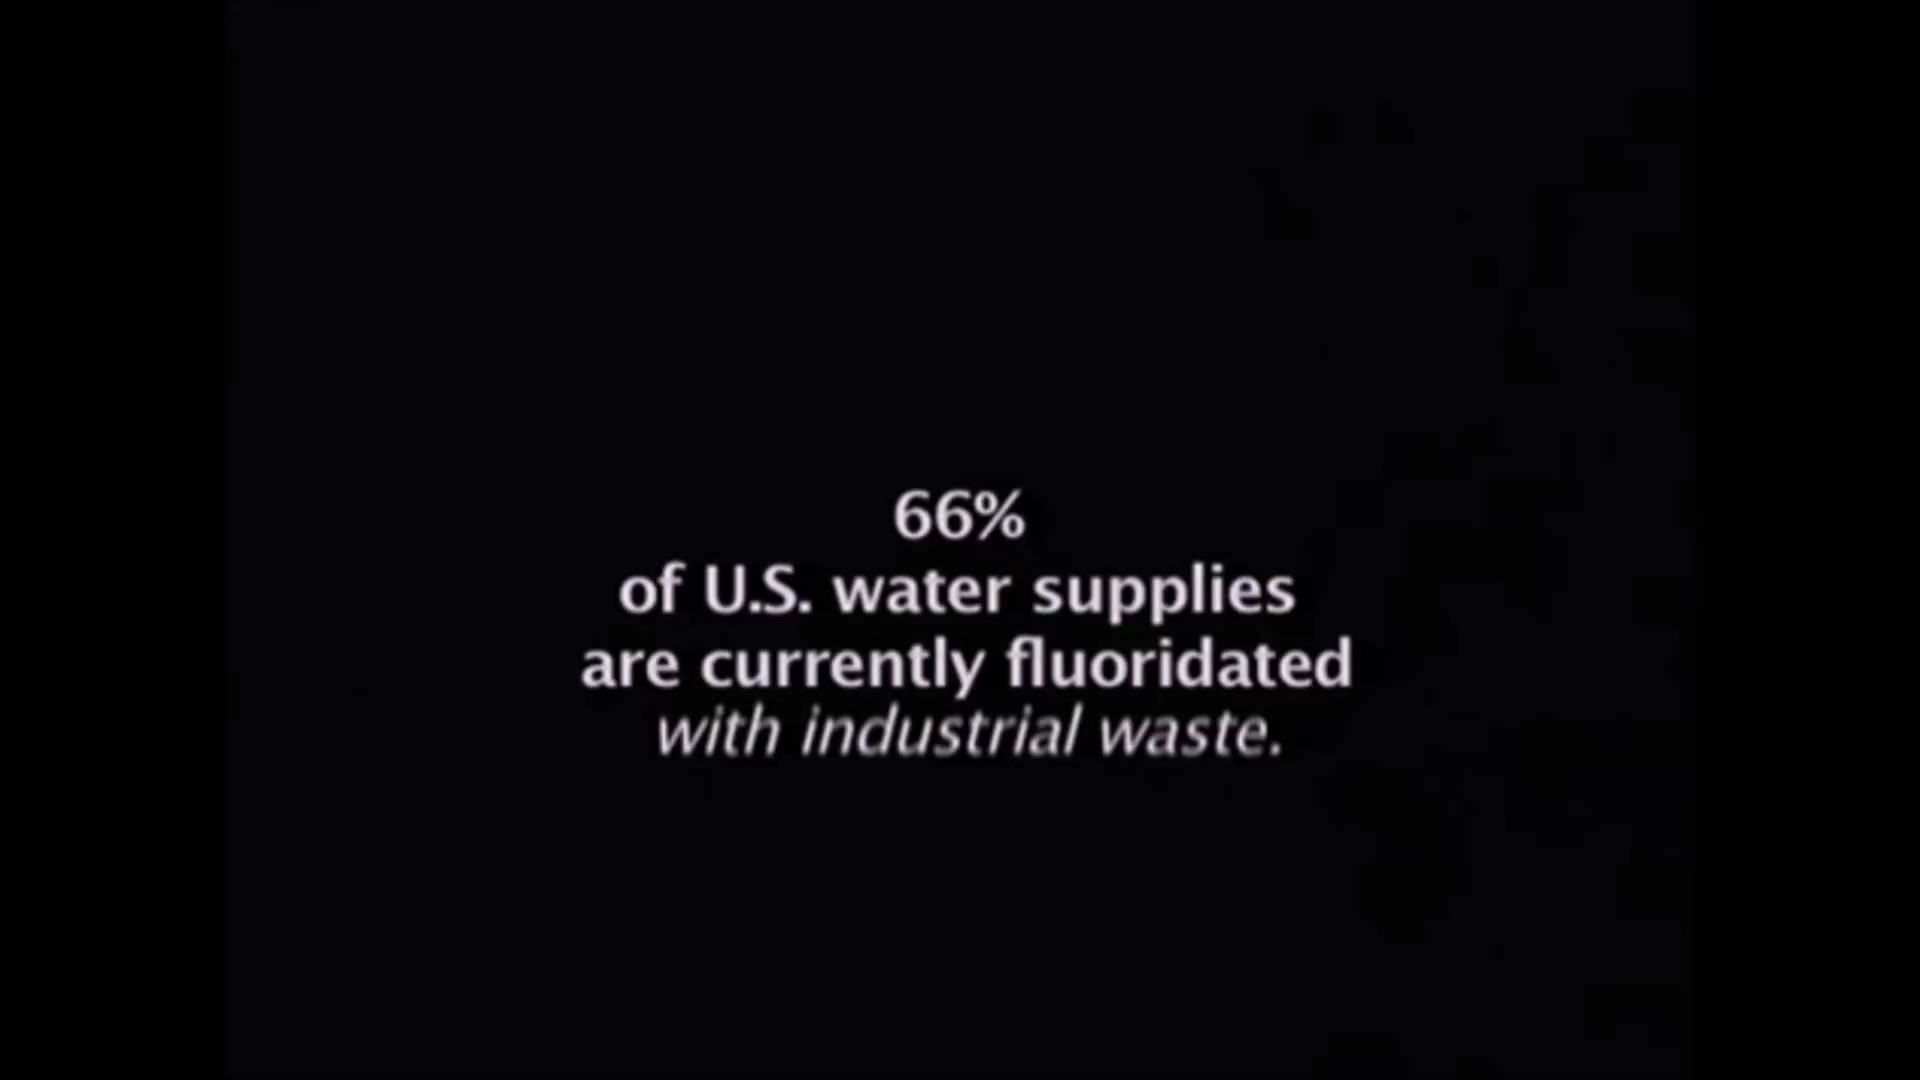 66%
of U.S. water supplies
are currently fluoridated
with industrial waste.